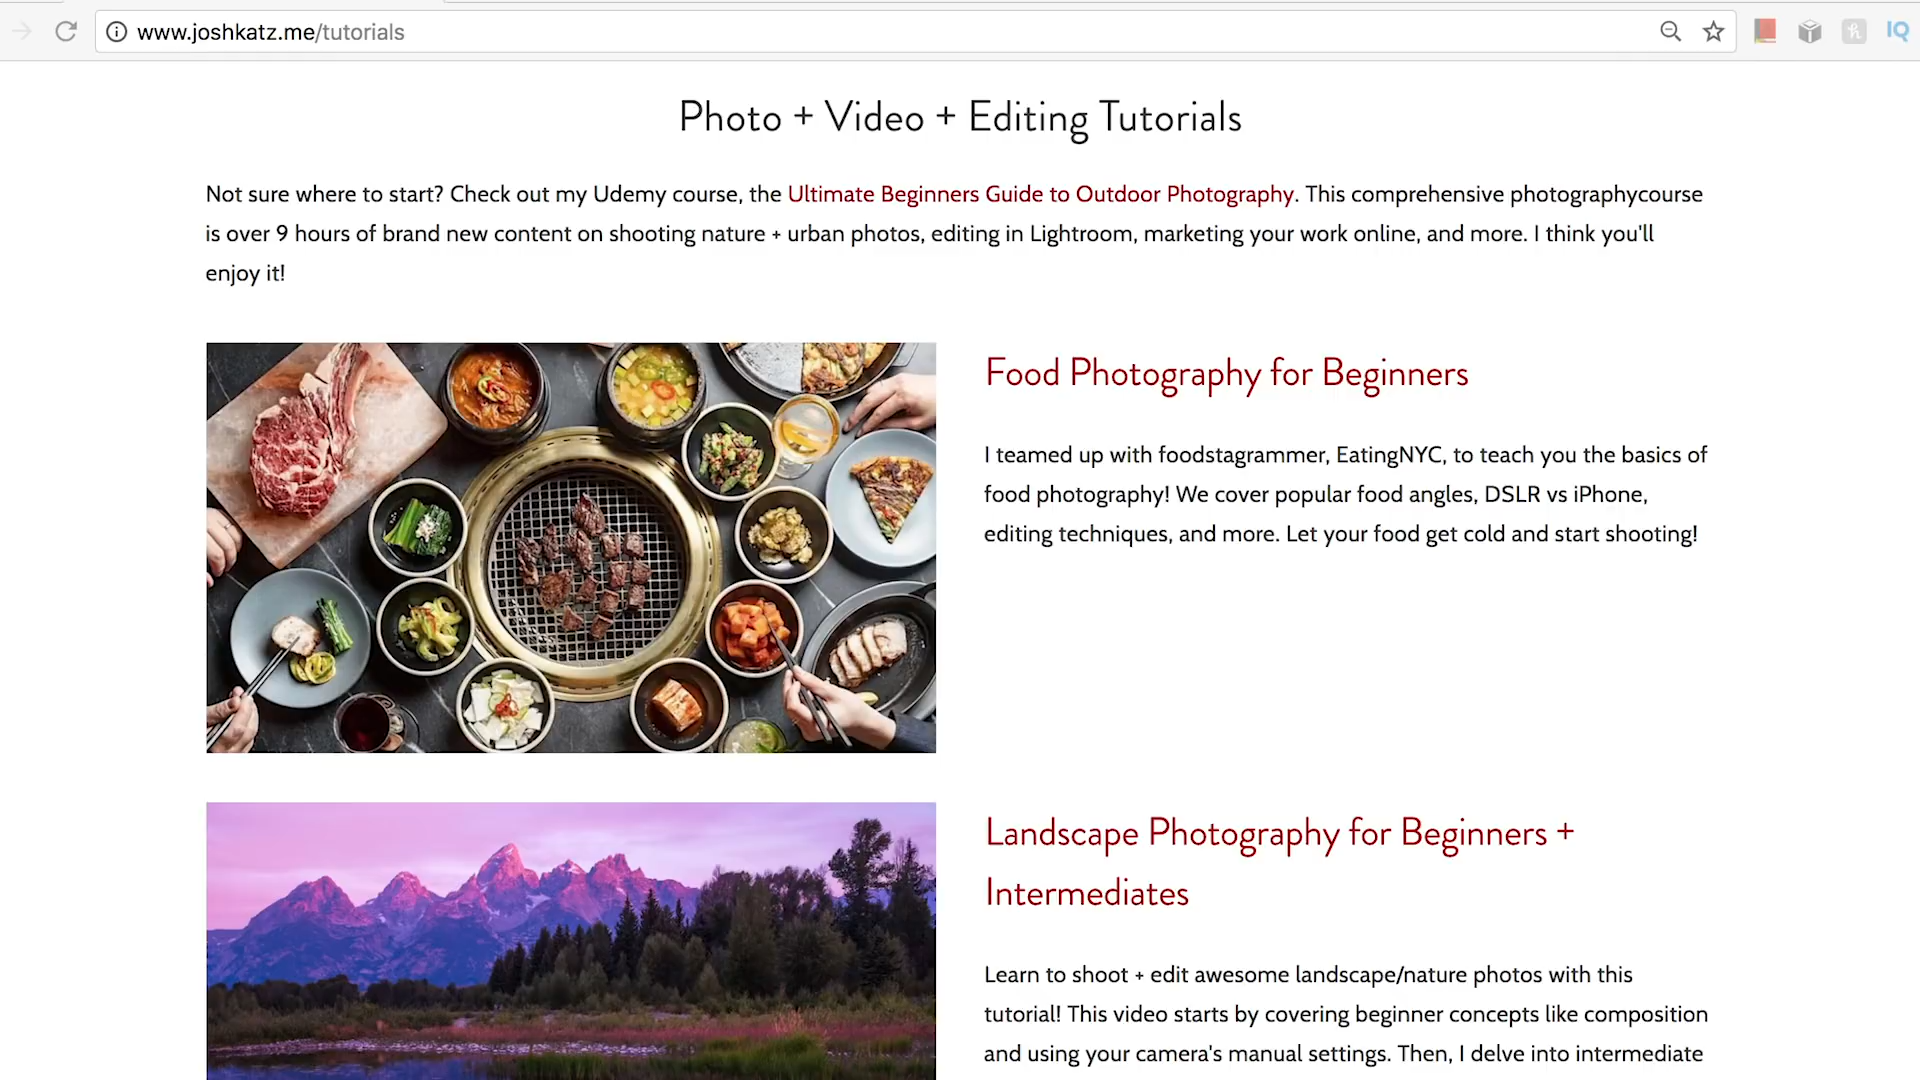 www.joshkatz.me/tutorials
IQ
Photo + Video + Editing Tutorials
Not sure where to start? Check out my Udemy course, the Ultimate Beginners Guide to Outdoor Photography. This comprehensive photographycourse
is over 9 hours of brand new content on shooting nature + urban photos, editing in Lightroom, marketing your work online, and more. I think you'll
enjoy it!
Food Photography for Beginners
I teamed up with foodstagrammer, EatingNYC, to teach you the basics of
food photography! We cover popular food angles, DSLR vs iPhone,
editing techniques, and more. Let your food get cold and start shooting!
Landscape Photography for Beginners +
Intermediates
Learn to shoot + edit awesome landscape/nature photos with this
tutorial! This video starts by covering beginner concepts like composition
and using your camera's manual settings. Then, I delve into intermediate